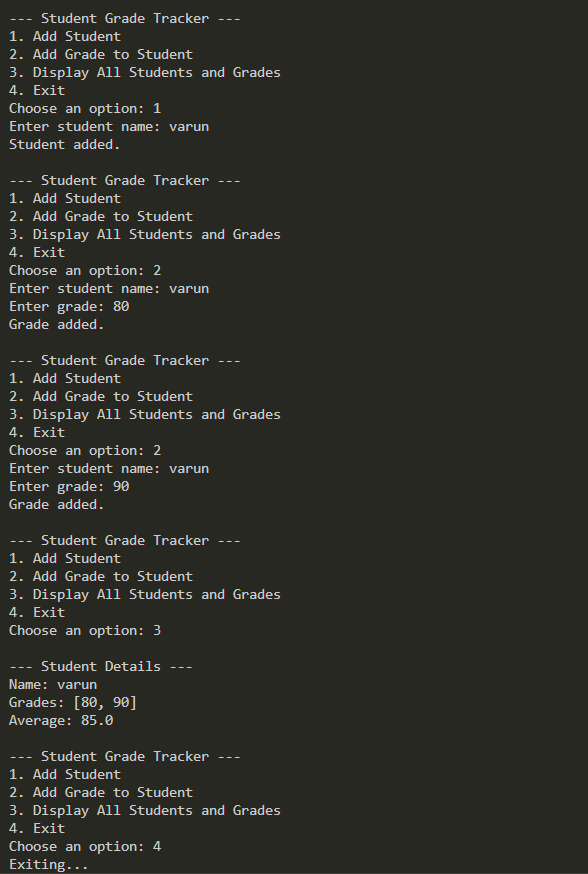 --- Student Grade Tracker ---
1. Add Student
2. Add Grade to Student
3. Display All Students and Grades
4. Exit
Choose an option: 1
Enter student name: varun
Student added.

--- Student Grade Tracker ---
1. Add Student
2. Add Grade to Student
3. Display All Students and Grades
4. Exit
Choose an option: 2
Enter student name: varun
Enter grade: 80
Grade added.

--- Student Grade Tracker ---
1. Add Student
2. Add Grade to Student
3. Display All Students and Grades
4. Exit
Choose an option: 2
Enter student name: varun
Enter grade: 90
Grade added.

--- Student Grade Tracker ---
1. Add Student
2. Add Grade to Student
3. Display All Students and Grades
4. Exit
Choose an option: 3

--- Student Details ---
Name: varun
Grades: [80, 90]
Average: 85.0

--- Student Grade Tracker ---
1. Add Student
2. Add Grade to Student
3. Display All Students and Grades
4. Exit
Choose an option: 4
Exiting...